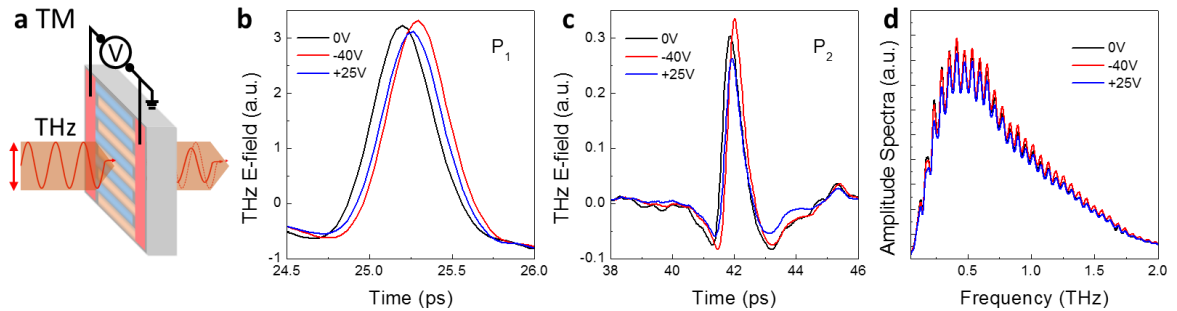 a TM
V
THz
b
0V
-40V
+25V
P1
THz E-field (a.u.)
3
2
1
0
-1
24.5 25.0 25.5 26.0
Time (ps)
c
0V
-40V
+25V
P2
THz E-field (a.u.)
0.3
0.2
0.1
0.0
-0.1
38 40 42 44 46
Time (ps)
d
0V
-40V
+25V
Amplitude Spectra (a.u.)
0.5 1.0 1.5 2.0
Frequency (THz)